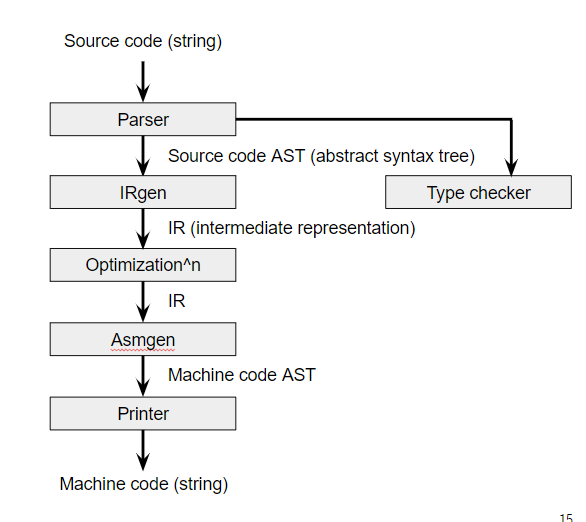 Source code (string)
Parser
Source code AST (abstract syntax tree)
IRgen
Type checker
IR (intermediate representation)
Optimization^n
IR
Asmgen
Machine code AST
Printer
Machine code (string)
15